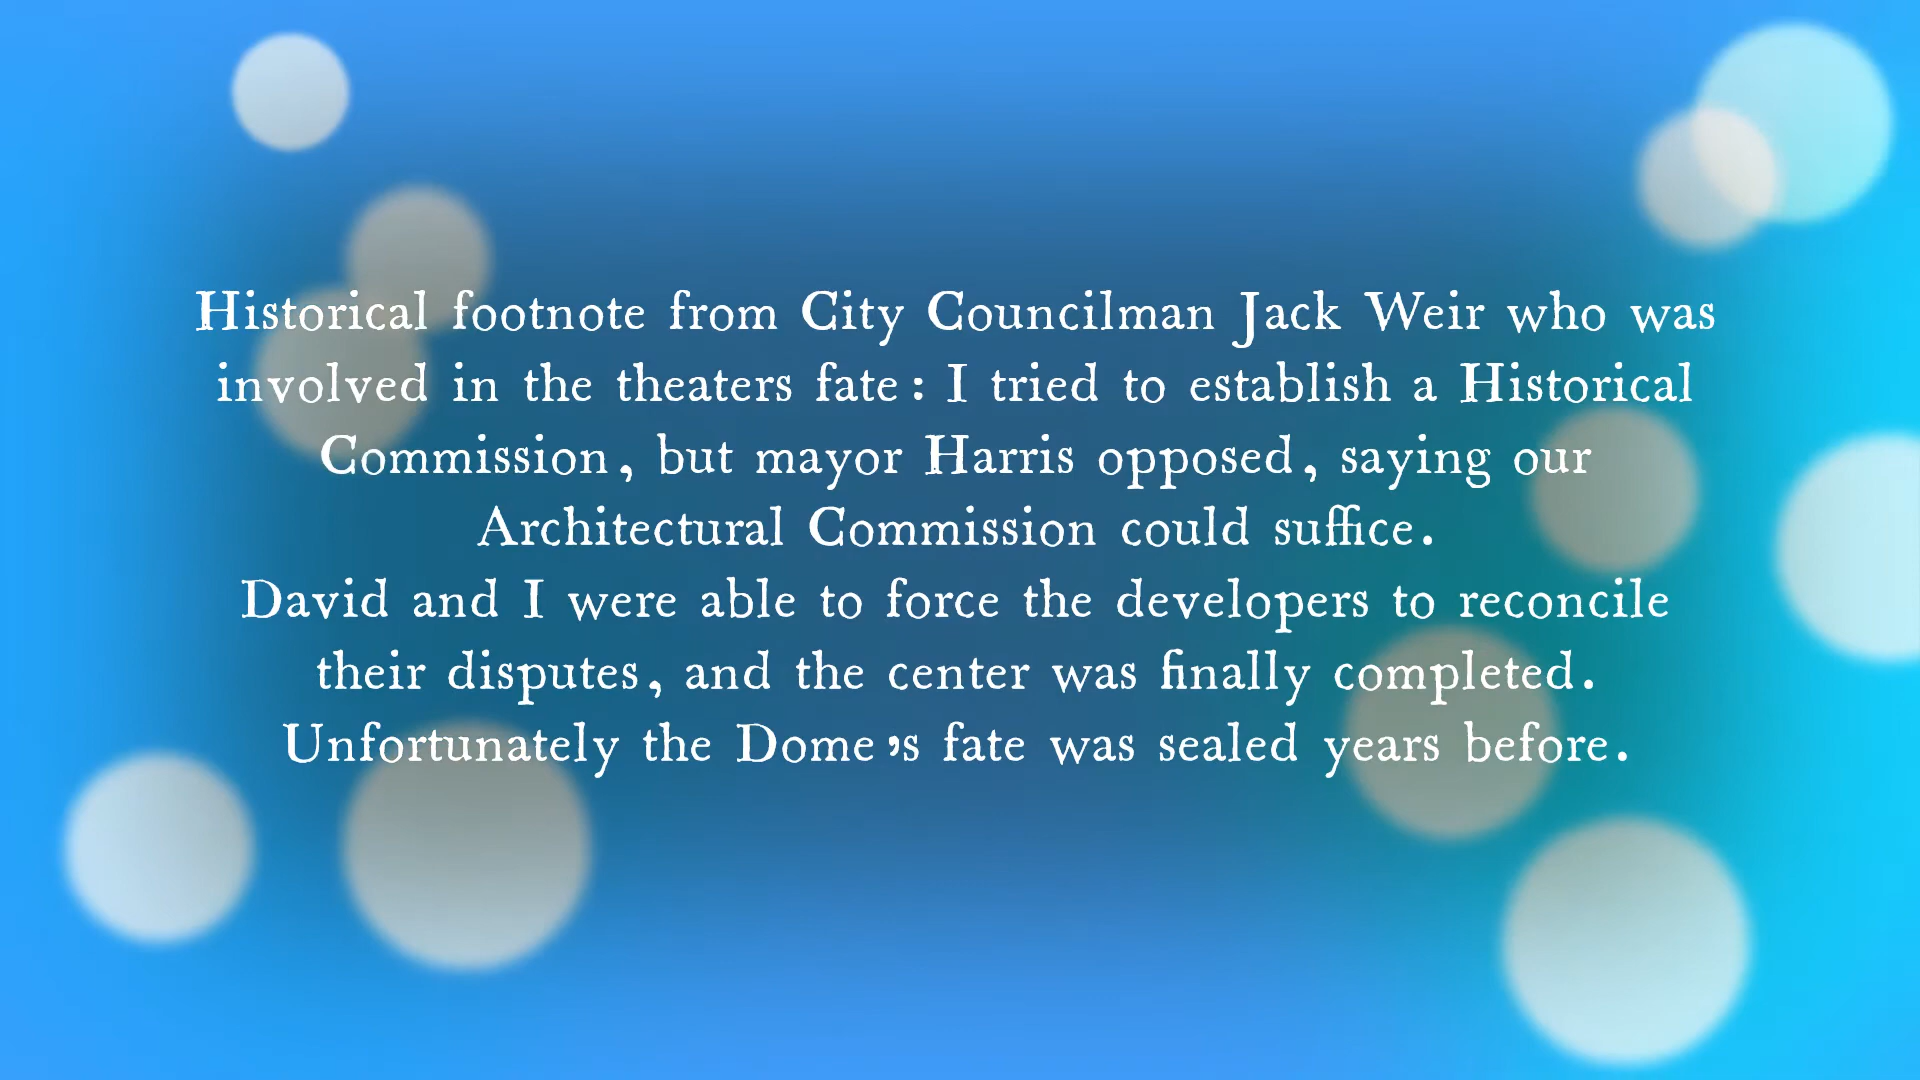 Historical footnote from City Councilman Jack Weir who was
involved in the theaters fate: I tried to establish a Historical
Commission, but mayor Harris opposed, saying our
Architectural Commission could suffice.
David and I were able to force the developers to reconcile
their disputes, and the center was finally completed.
Unfortunately the Dome's fate was sealed years before.